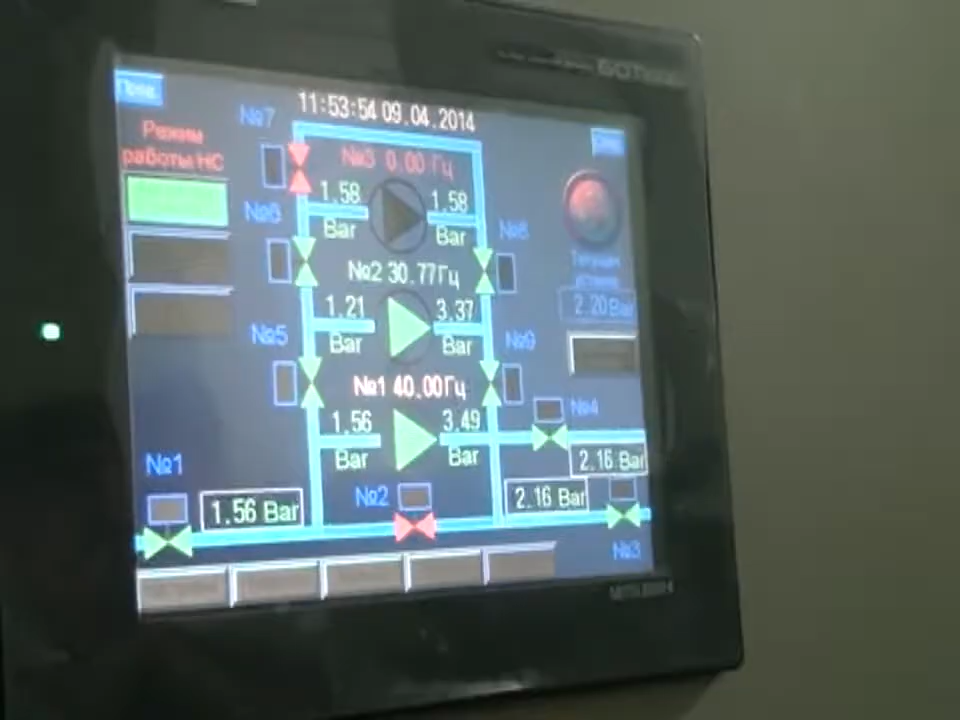 11:53:54 09.04.2014
№7
Режим
работы НС
№3 0.00 Гц
1.58
1.58
Bar
Bar
№6
№8
№2 30.77Гц
Текущая
2.20 Bar
1.21
3.37
Bar
Bar
№5
№9
№1 40.00Гц
№4
1.56
3.49
Bar
Bar
2.16 Bar
№1
№2
1.56 Bar
2.16 Bar
№3